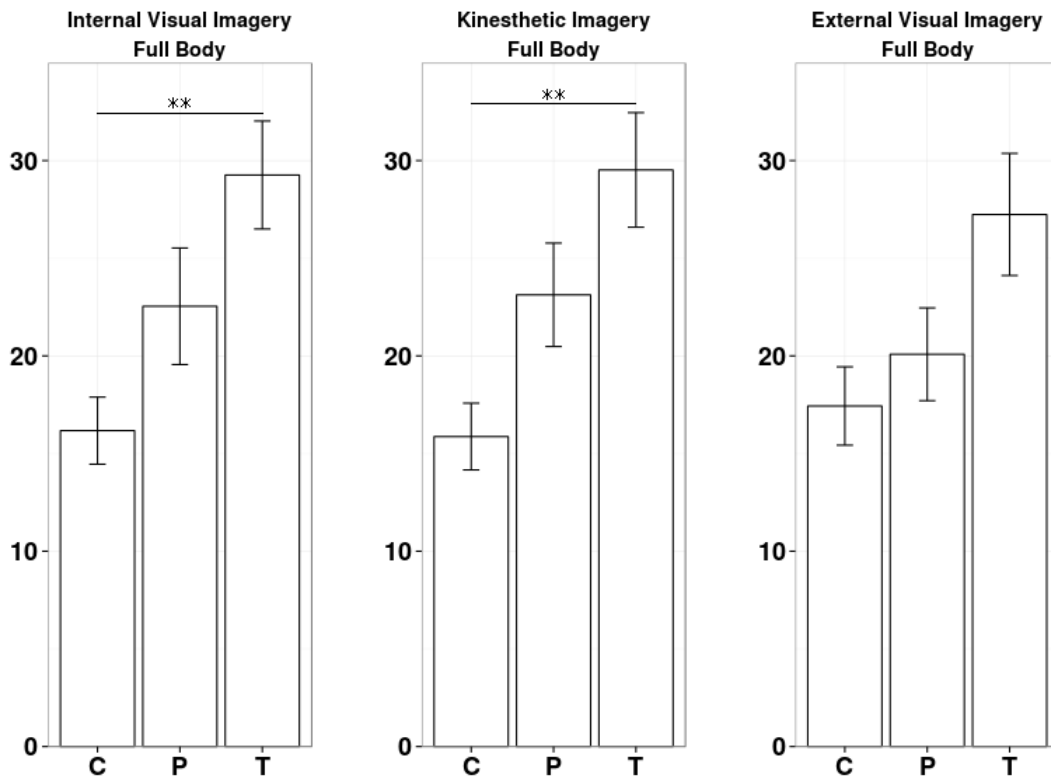 Internal Visual Imagery
Full Body
**
30
20
10
0
C P T
Kinesthetic Imagery
Full Body
**
30
20
10
0
C P T
External Visual Imagery
Full Body
30
20
10
0
C P T